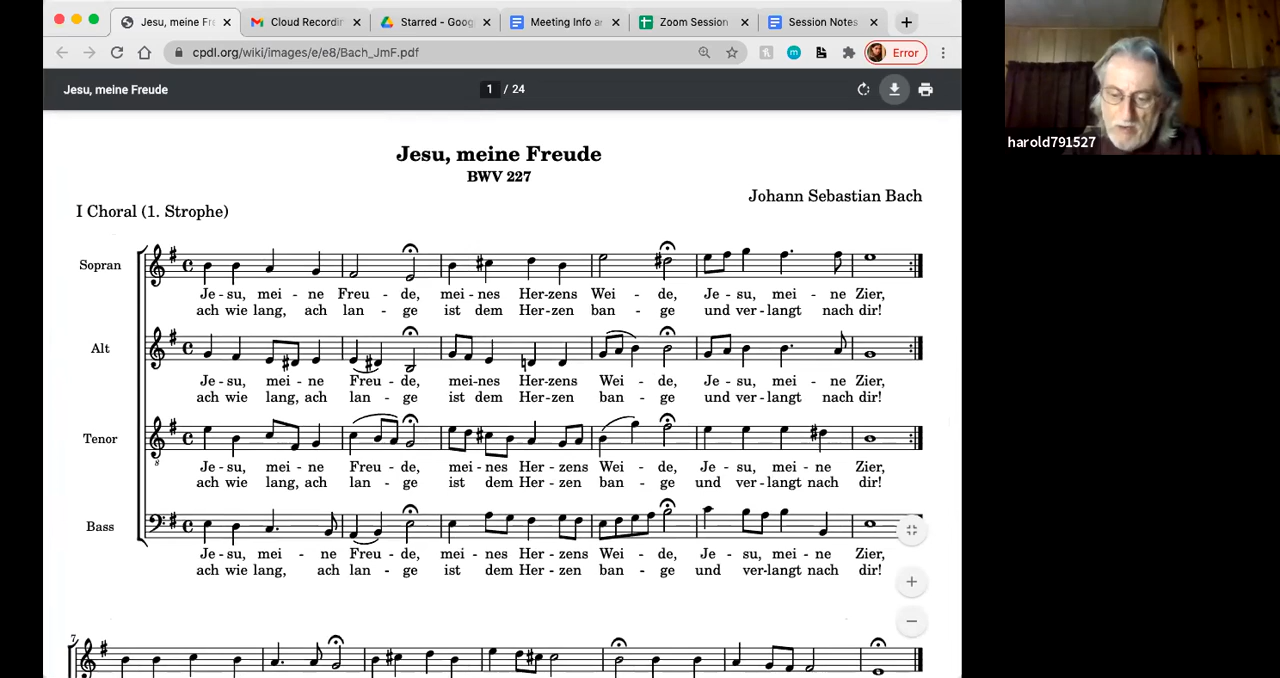 Jesu, meine Fr
Cloud Recordin
Starred - Goog
Meeting Info a
Zoom Session
Session Notes
cpdl.org/wiki/images/e/e8/Bach_JmF.pdf
Error
Jesu, meine Freude
1 / 24
harold791527
Jesu, meine Freude
BWV 227
Johann Sebastian Bach
I Choral (1. Strophe)
Sopran
Je - su, mei - ne Freu - de, mei - nes Her-zens Wei - de, Je - su, mei - ne Zier,
ach wie lang, ach lan - ge ist dem Her-zen ban - ge und ver-langt nach dir!
Alt
Je - su, mei - ne Freu - de, mei-nes Her-zens Wei - de, Je - su, mei - ne Zier,
ach wie lang, ach lan - ge ist dem Her-zen ban - ge und ver-langt nach dir!
Tenor
8
Je - su, mei - ne Freu - de, mei - nes Her - zens Wei - de, Je - su, mei - ne Zier,
ach wie lang, ach lan - ge ist dem Her - zen ban - ge und ver-langt nach dir!
Bass
Je - su, mei - ne Freu - de, mei - nes Her - zens Wei - de, Je - su, mei - ne Zier,
ach wie lang, ach lan - ge ist dem Her - zen ban - ge und ver-langt nach dir!
7